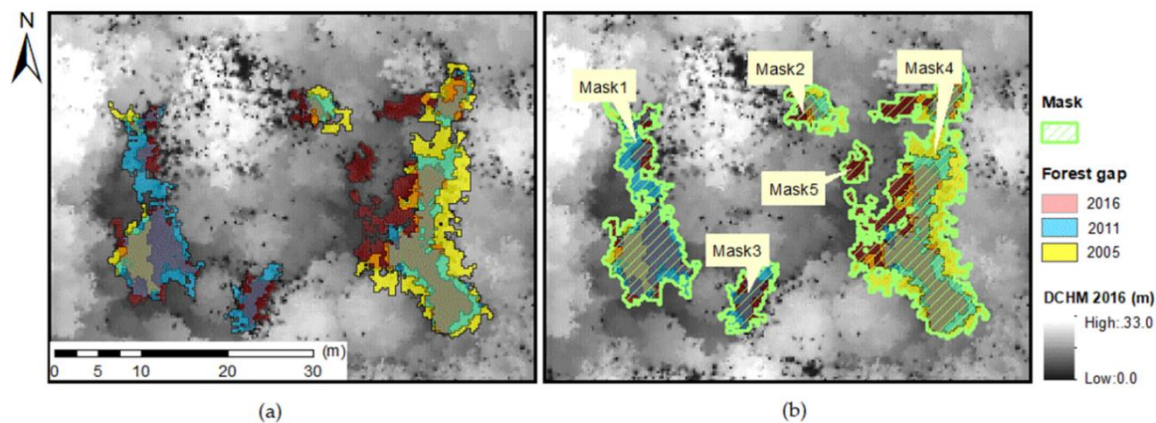 N
(m)
0 5 10 20 30
(a)
Mask1
Mask2
Mask4
Mask5
Mask3
(b)
Mask
Forest gap
2016
2011
2005
DCHM 2016 (m)
High:.33.0
Low:0.0